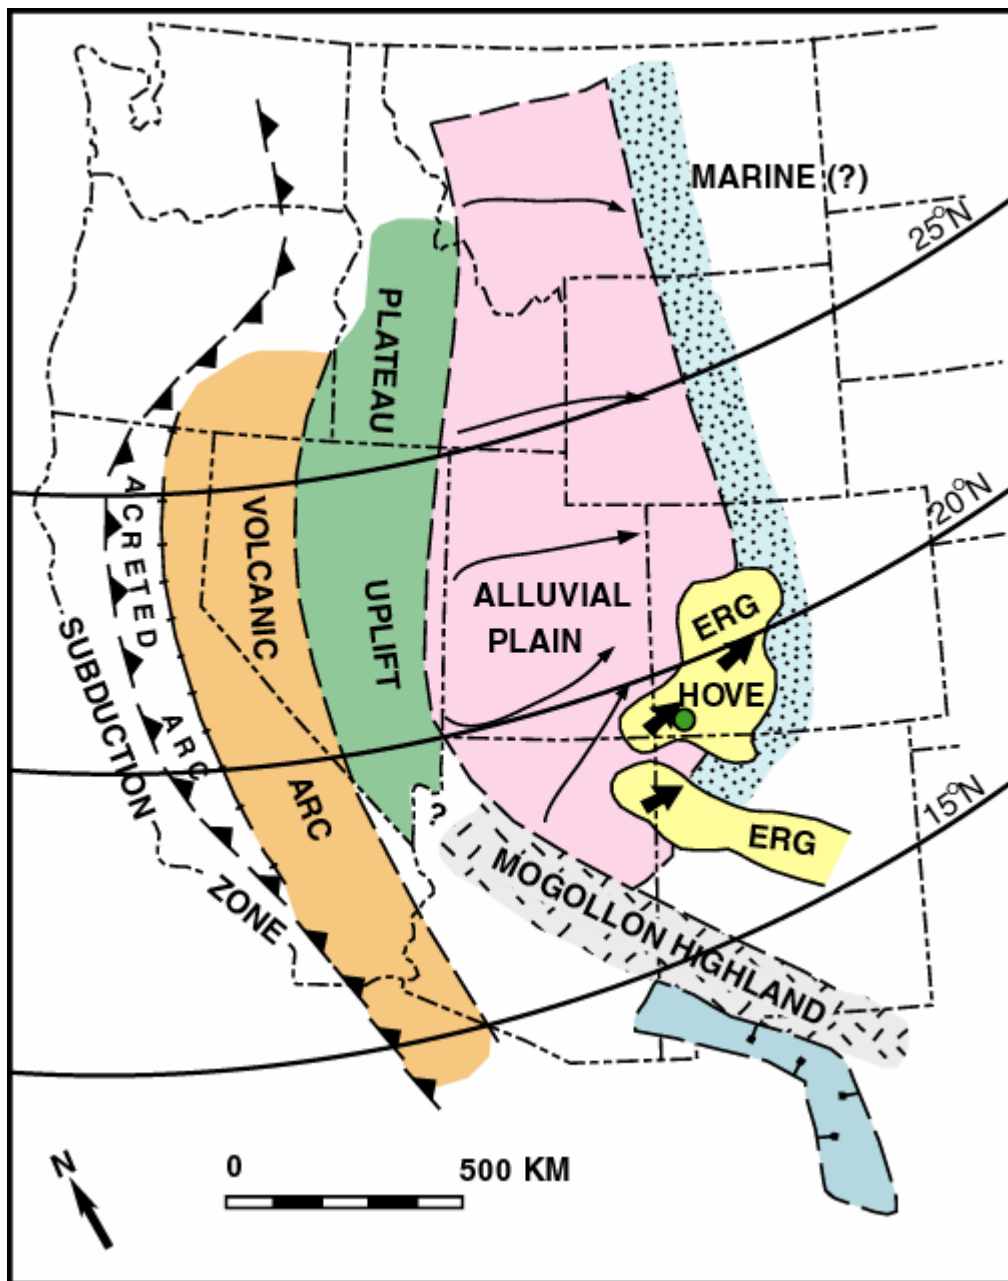 MARINE (?)
25°N
PLATEAU
UPLIFT
VOLCANIC
ARC
ACRETED
ARC
SUBDUCTION
ZONE
ALLUVIAL
PLAIN
ERG
20°N
HOVE
ERG
15°N
?
MOGOLLON HIGHLAND
N
0
500 KM